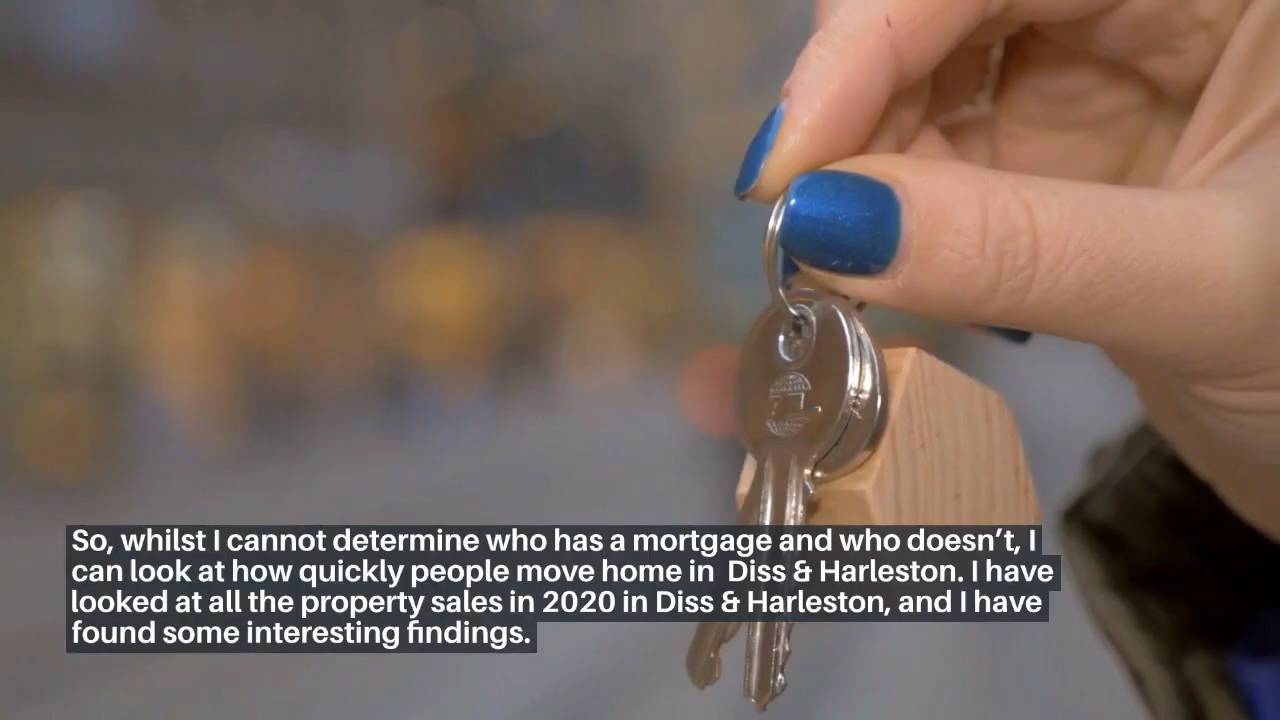 So, whilst I cannot determine who has a mortgage and who doesn’t, I
can look at how quickly people move home in  Diss & Harleston. I have
looked at all the property sales in 2020 in Diss & Harleston, and I have
found some interesting findings.